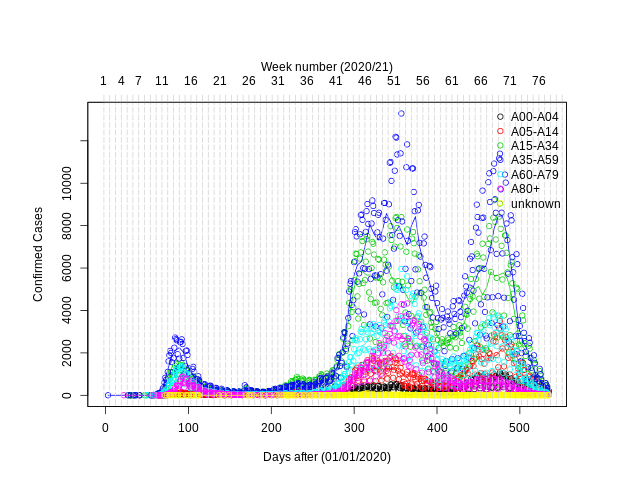 Week number (2020/21)
1 4 7 11 16 21 26 31 36 41 46 51 56 61 66 71 76
Confirmed Cases
10000
8000
6000
4000
2000
0
A00-A04
A05-A14
A15-A34
A35-A59
A60-A79
A80+
unknown
0 100 200 300 400 500
Days after (01/01/2020)